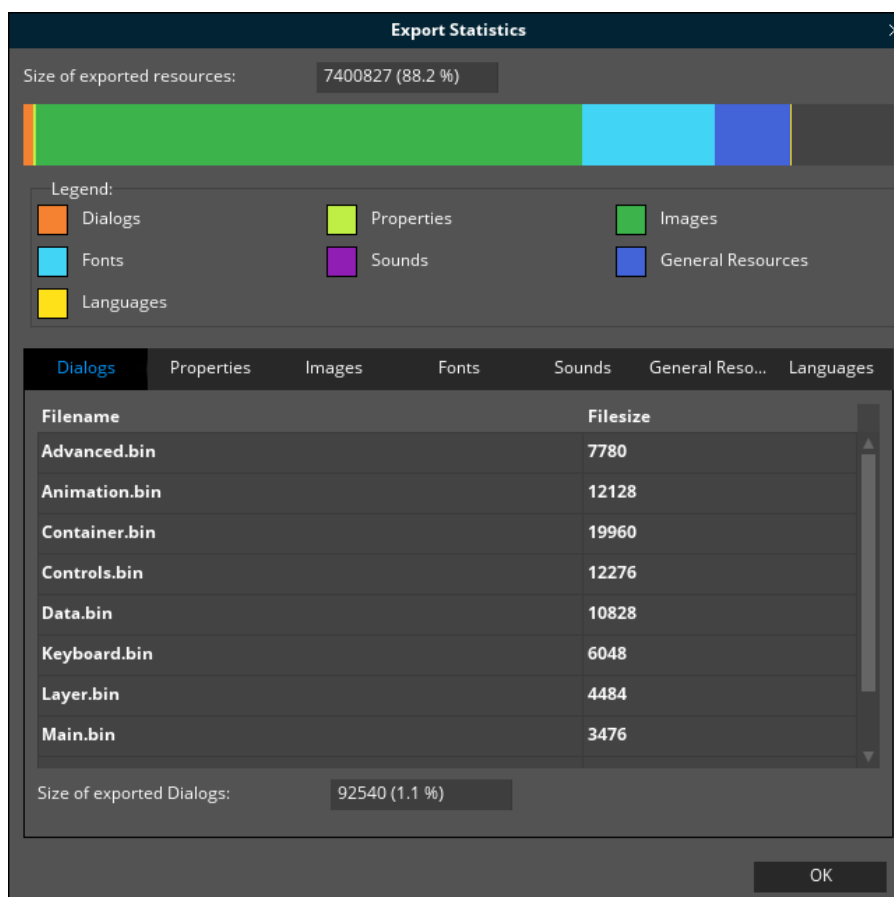 Export Statistics
Size of exported resources: 7400827 (88.2 %)
Legend:
Dialogs Properties Images
Fonts Sounds General Resources
Languages
Dialogs Properties Images Fonts Sounds General Reso... Languages
Filename Filesize
Advanced.bin 7780
Animation.bin 12128
Container.bin 19960
Controls.bin 12276
Data.bin 10828
Keyboard.bin 6048
Layer.bin 4484
Main.bin 3476
Size of exported Dialogs: 92540 (1.1 %)
OK